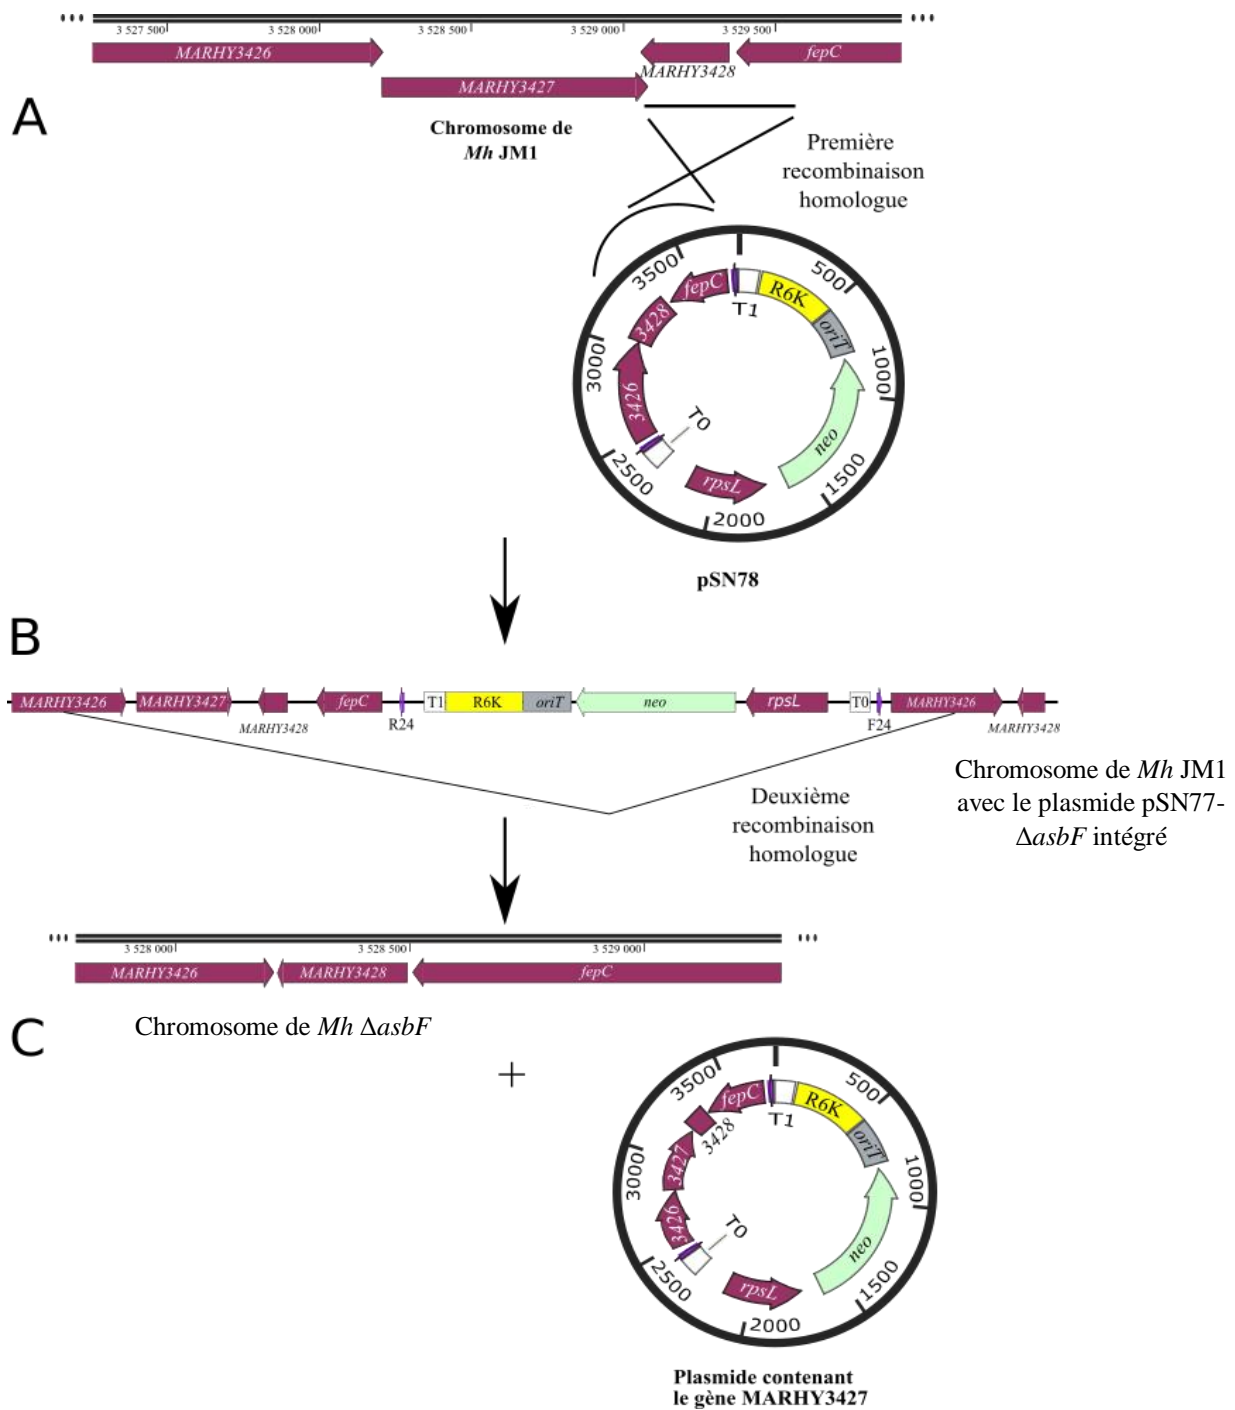 3 527 500
3 528 000
3 528 500
3 529 000
3 529 500
MARHY3426
MARHY3428
fepC
MARHY3427
A
Chromosome de
Mh JM1
Première
recombinaison
homologue
3500
500
fepC
T1
R6K
oriT
3428
3000
1000
3426
T0
neo
2500
rpsL
1500
2000
pSN78
B
MARHY3426
MARHY3427
MARHY3428
fepC
R24
T1
R6K
oriT
neo
rpsL
T0
F24
MARHY3426
MARHY3428
Chromosome de Mh JM1
avec le plasmide pSN77-
ΔasbF intégré
Deuxième
recombinaison
homologue
3 528 000
3 528 500
3 529 000
MARHY3426
MARHY3428
fepC
Chromosome de Mh ΔasbF
C
+
3500
500
fepC
T1
R6K
oriT
3428
3427
3000
1000
3426
T0
neo
2500
rpsL
1500
2000
Plasmide contenant
le gène MARHY3427